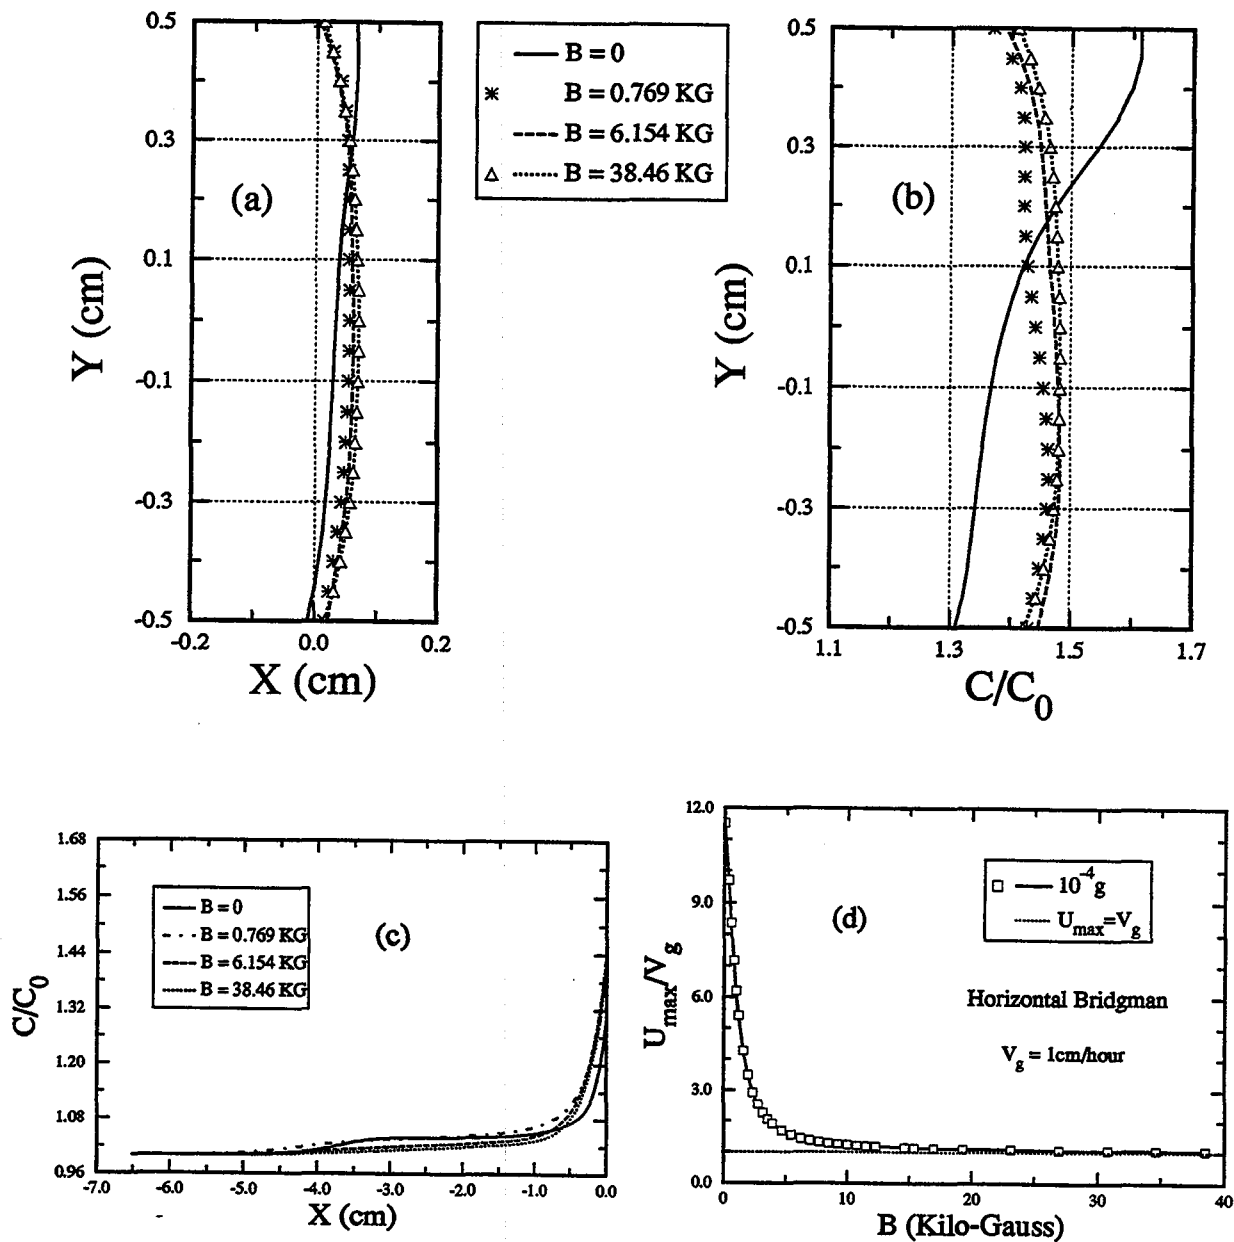 0.5
0.3
0.1
-0.1
-0.3
-0.5
Y (cm)
(a)
-0.2
0.0
0.2
X (cm)
B = 0
B = 0.769 KG
B = 6.154 KG
B = 38.46 KG
0.5
0.3
0.1
-0.1
-0.3
-0.5
Y (cm)
(b)
1.1
1.3
1.5
1.7
C/C0
1.68
1.56
1.44
1.32
1.20
1.08
0.96
C/C0
B = 0
B = 0.769 KG
B = 6.154 KG
B = 38.46 KG
(c)
-7.0
-6.0
-5.0
-4.0
-3.0
-2.0
-1.0
0.0
X (cm)
12.0
9.0
6.0
3.0
0.0
Umax/Vg
(d)
10-4g
Umax=Vg
Horizontal Bridgman
Vg = 1cm/hour
0
10
20
30
40
B (Kilo-Gauss)